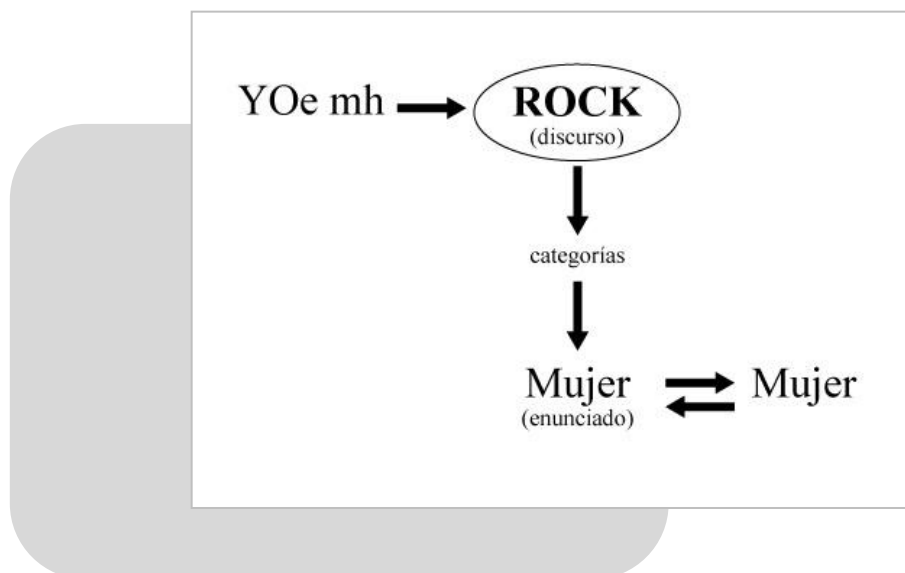 YOe mh
ROCK
(discurso)
categorías
Mujer
(enunciado)
Mujer